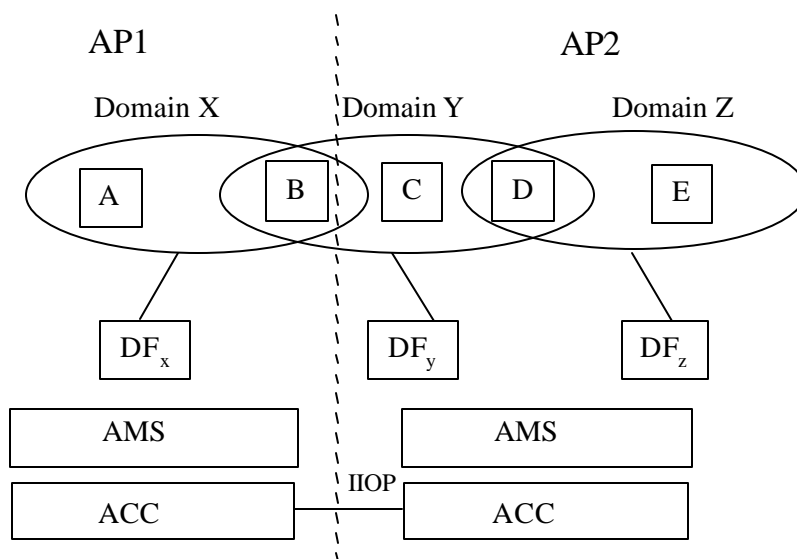 AP1 AP2
Domain X Domain Y Domain Z
A B C D E
DFx DFy DFz
AMS AMS
IIOP
ACC ACC